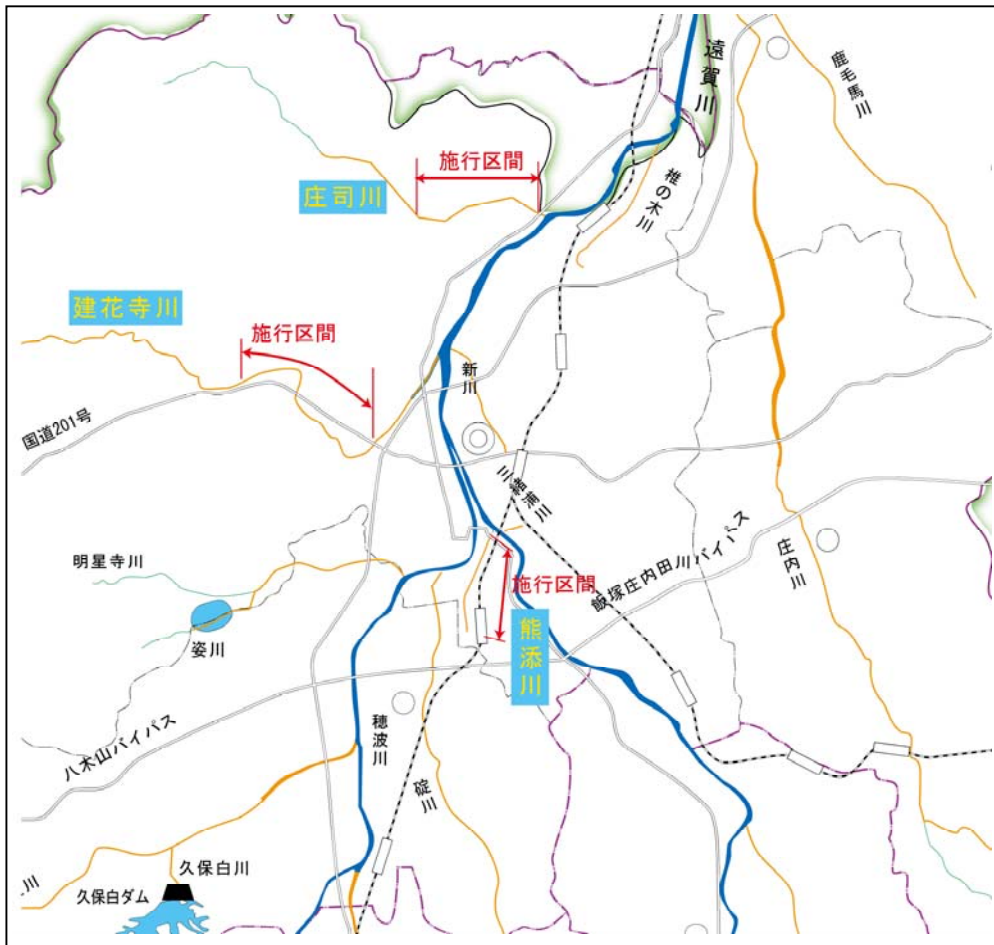 遠賀川
鹿毛馬川
施行区間
庄司川
椎の木川
建花寺川
施行区間
新川
国道201号
三緒浦川
明星寺川
飯塚庄内田川バイパス
庄内川
施行区間
熊添川
姿川
八木山バイパス
穂波川
碇川
久保白川
久保白ダム
川